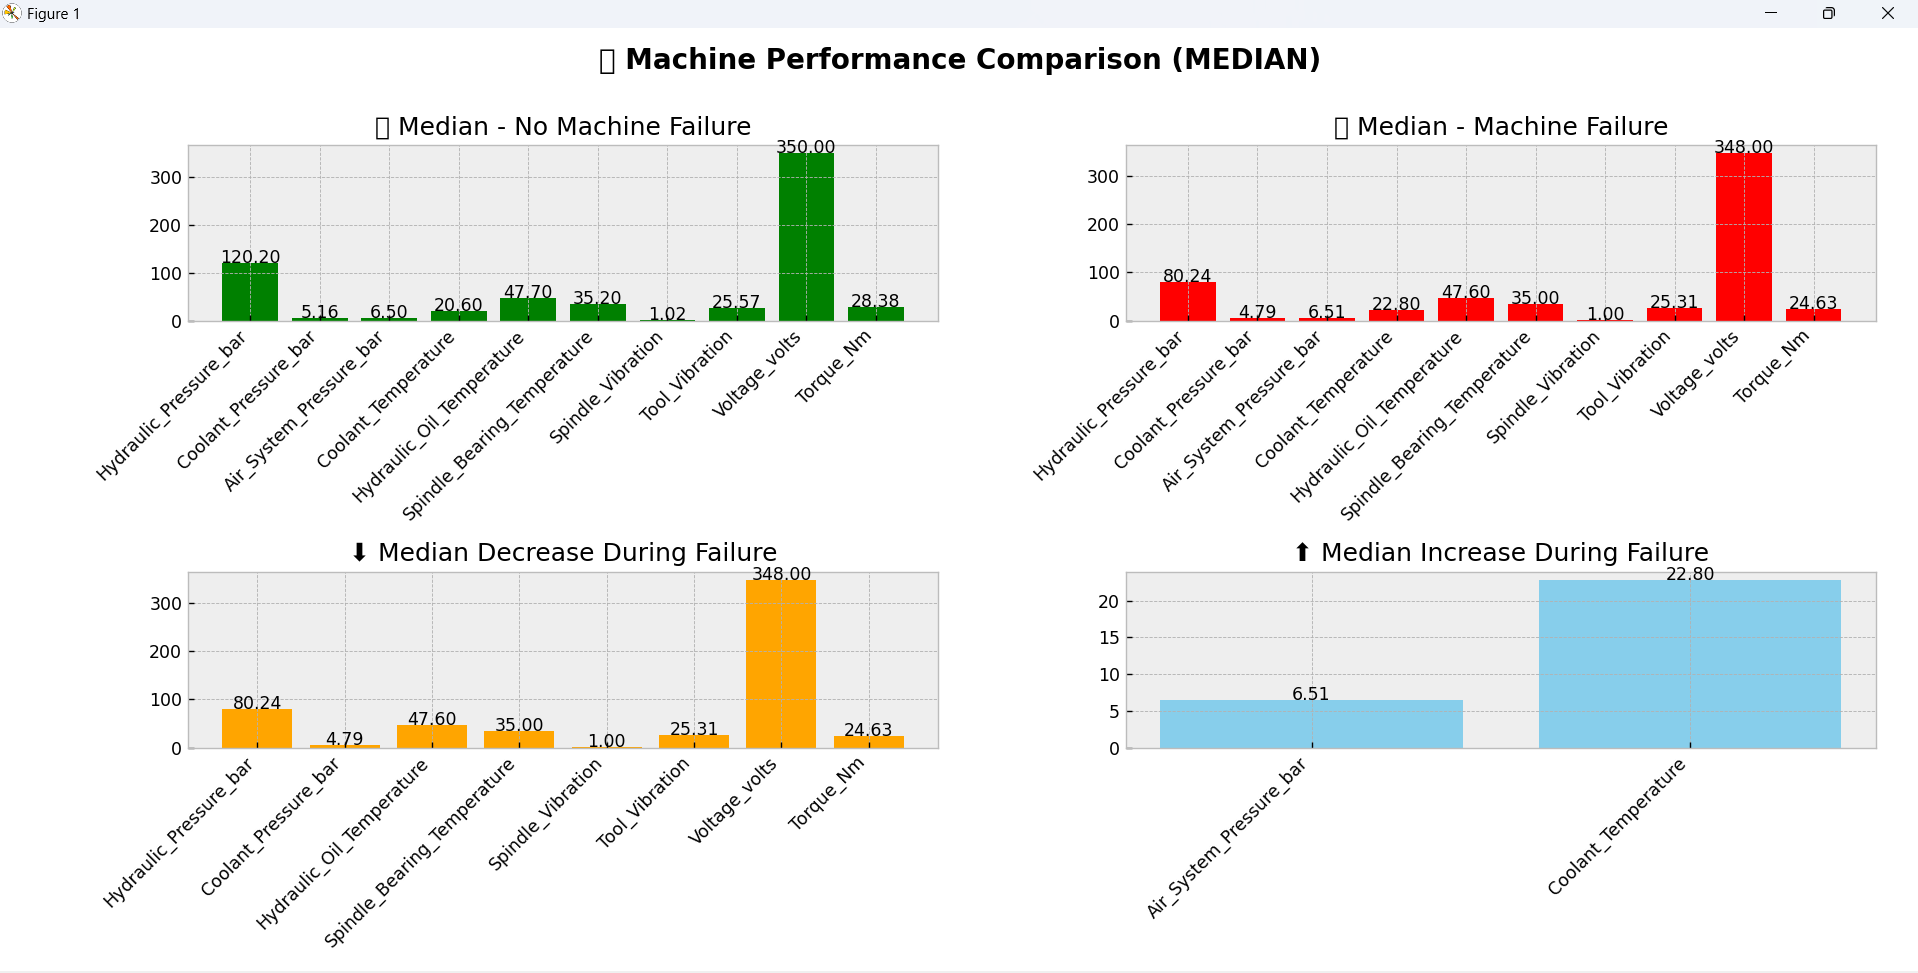 Figure 1
▯ Machine Performance Comparison (MEDIAN)
▯ Median - No Machine Failure
350.00
300
200
120.20
100
5.16
6.50
20.60
47.70
35.20
1.02
25.57
28.38
0
Hydraulic_Pressure_bar
Coolant_Pressure_bar
Air_System_Pressure_bar
Coolant_Temperature
Hydraulic_Oil_Temperature
Spindle_Bearing_Temperature
Spindle_Vibration
Tool_Vibration
Voltage_volts
Torque_Nm
▯ Median - Machine Failure
348.00
300
200
100
80.24
4.79
6.51
22.80
47.60
35.00
1.00
25.31
24.63
0
Hydraulic_Pressure_bar
Coolant_Pressure_bar
Air_System_Pressure_bar
Coolant_Temperature
Hydraulic_Oil_Temperature
Spindle_Bearing_Temperature
Spindle_Vibration
Tool_Vibration
Voltage_volts
Torque_Nm
⬇ Median Decrease During Failure
348.00
300
200
100
80.24
4.79
47.60
35.00
1.00
25.31
24.63
0
Hydraulic_Pressure_bar
Coolant_Pressure_bar
Hydraulic_Oil_Temperature
Spindle_Bearing_Temperature
Spindle_Vibration
Tool_Vibration
Voltage_volts
Torque_Nm
⬆ Median Increase During Failure
22.80
20
15
10
6.51
5
0
Air_System_Pressure_bar
Coolant_Temperature